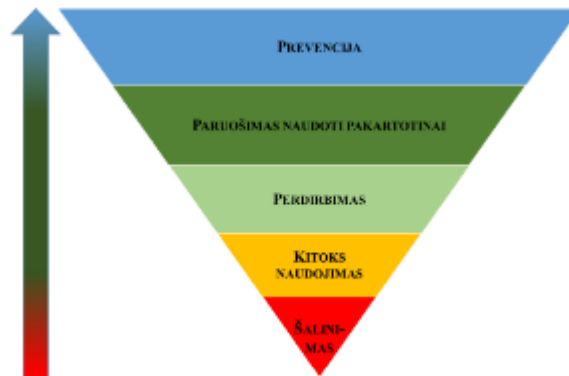 PREVENCIJA
PARUOŠIMAS NAUDOTI PAKARTOTINAI
PERDIRBIMAS
KITOKS
NAUDOJIMAS
ŠALINI-
MAS